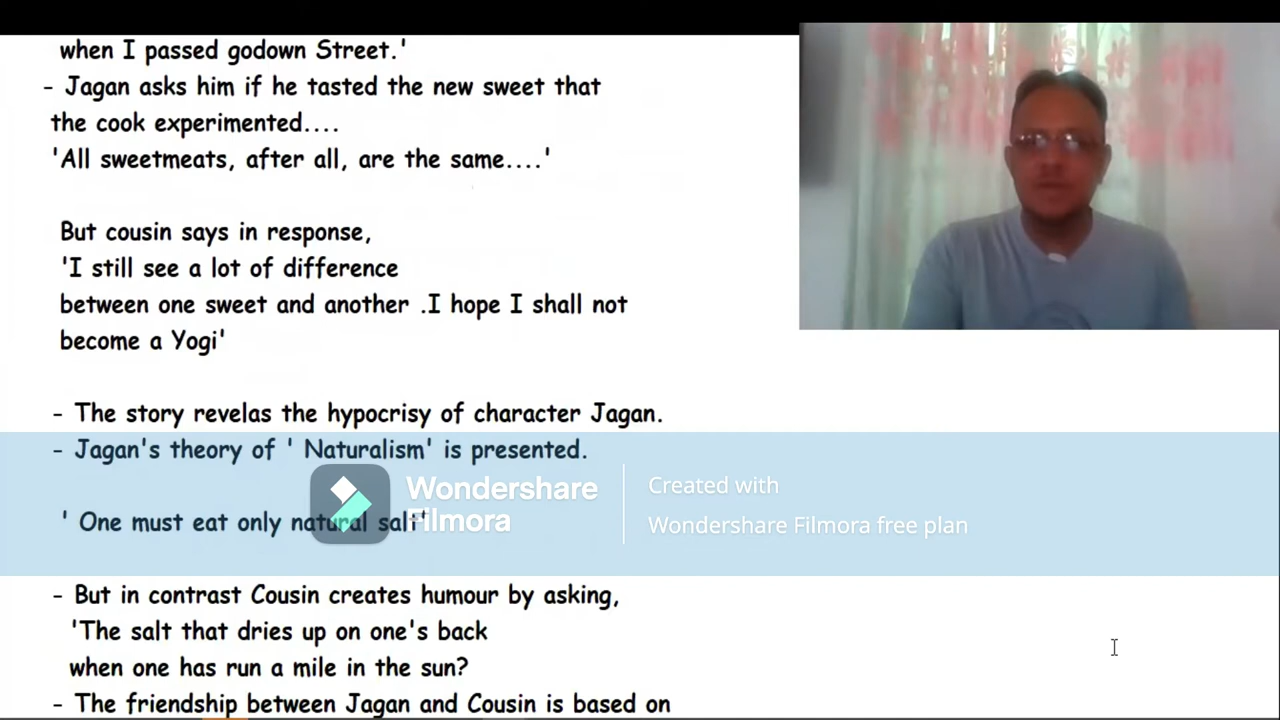 when I passed godown Street.'
- Jagan asks him if he tasted the new sweet that
the cook experimented....
'All sweetmeats, after all, are the same....'
But cousin says in response,
'I still see a lot of difference
between one sweet and another .I hope I shall not
become a Yogi'
- The story revelas the hypocrisy of character Jagan.
- Jagan's theory of ' Naturalism' is presented.
' One must eat only natural salt'
Wondershare
Filmora
Created with
Wondershare Filmora free plan
- But in contrast Cousin creates humour by asking,
'The salt that dries up on one's back
when one has run a mile in the sun?
- The friendship between Jagan and Cousin is based on